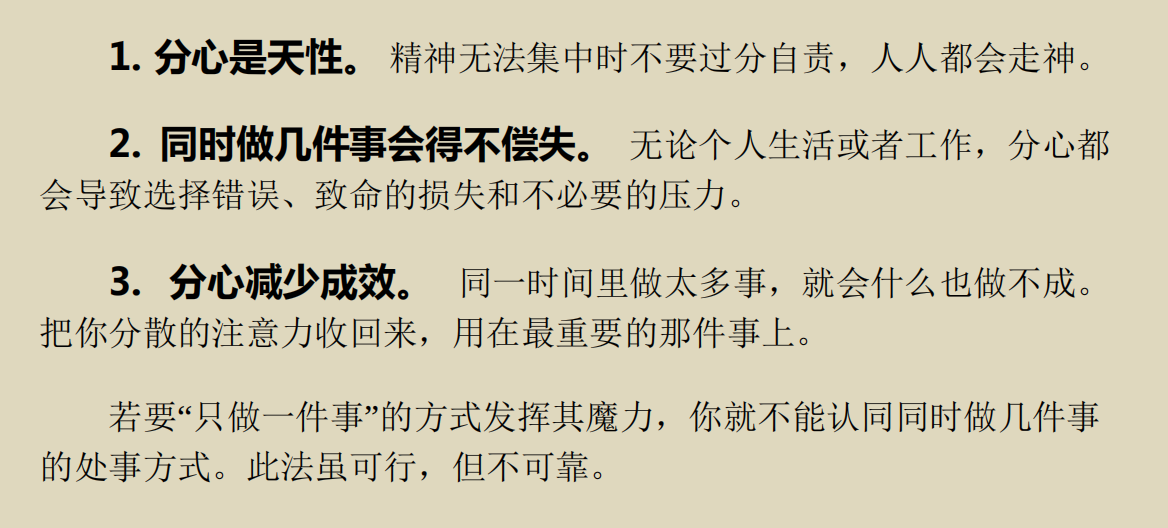 1. 分心是天性。 精神无法集中时不要过分自责，人人都会走神。
2. 同时做几件事会得不偿失。 无论个人生活或者工作，分心都
会导致选择错误、致命的损失和不必要的压力。
3. 分心减少成效。 同一时间里做太多事，就会什么也做不成。
把你分散的注意力收回来，用在最重要的那件事上。
若要“只做一件事”的方式发挥其魔力，你就不能认同同时做几件事
的处事方式。此法虽可行，但不可靠。